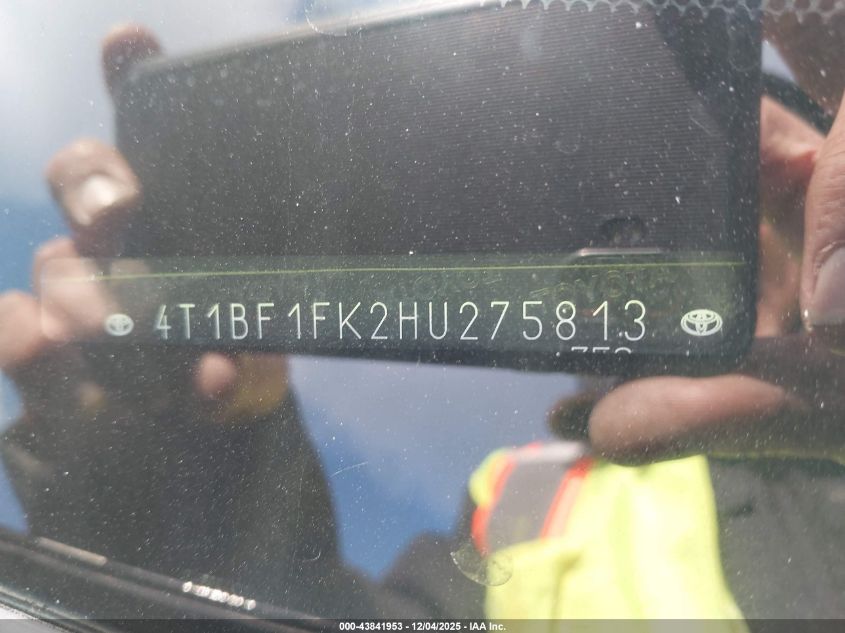 4T1BF1FK2HU275813
000-43841953 - 12/04/2025 - IAA Inc.